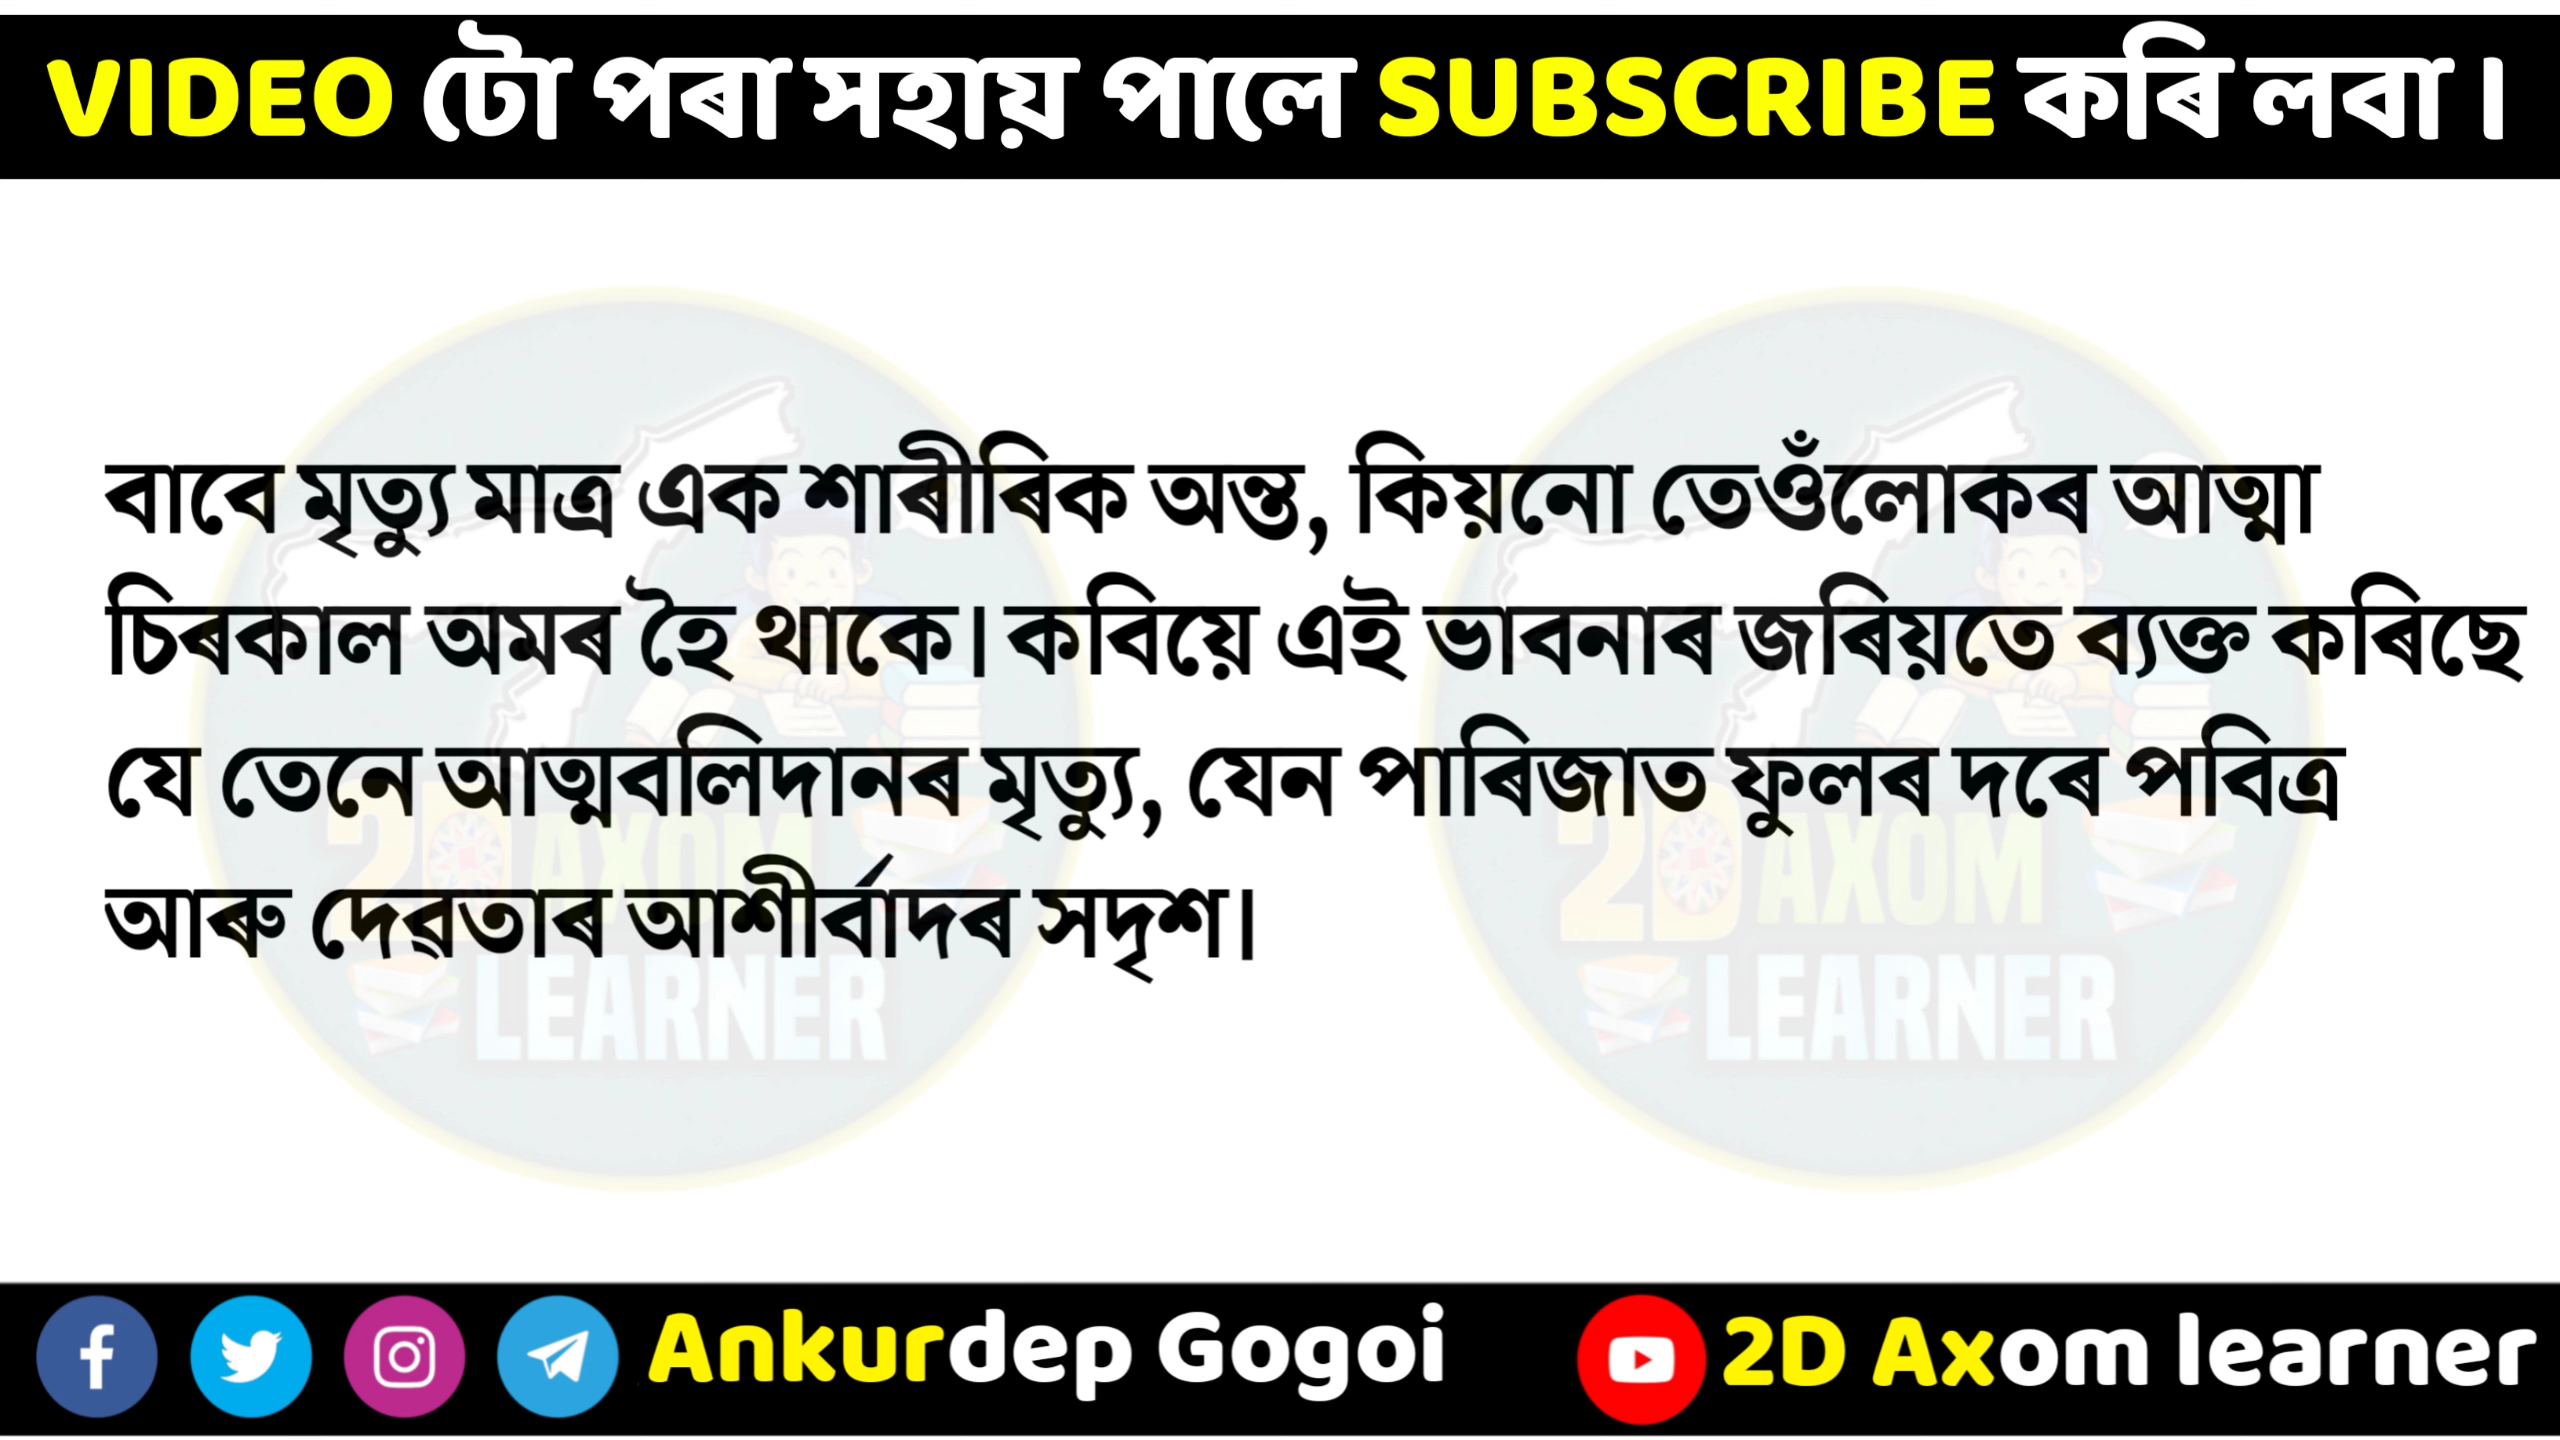 VIDEO টো পৰা সহায় পালে SUBSCRIBE কৰি লবা ।
বাবে মৃত্যু মাত্ৰ এক শাৰীৰিক অন্ত, কিয়নো তেওঁলোকৰ আত্মা
চিৰকাল অমৰ হৈ থাকে। কবিয়ে এই ভাবনাৰ জৰিয়তে ব্যক্ত কৰিছে
যে তেনে আত্মবলিদানৰ মৃত্যু, যেন পাৰিজাত ফুলৰ দৰে পবিত্ৰ
আৰু দেৱতাৰ আশীৰ্বাদৰ সদৃশ।
2D AXOM
LEARNER
2D AXOM
LEARNER
Ankurdep Gogoi
2D Axom learner